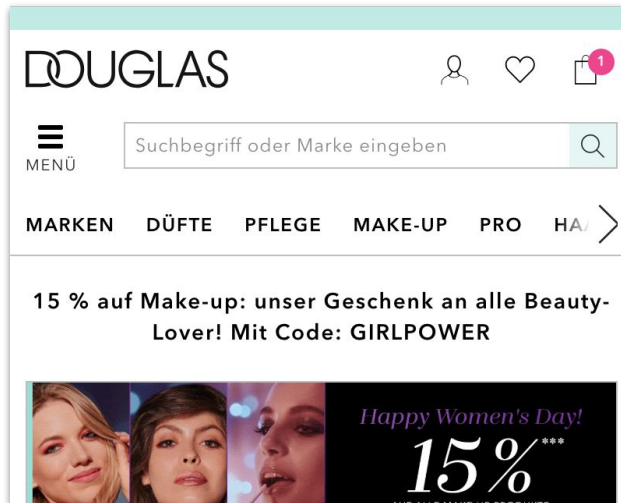 DOUGLAS
1
MENÜ
Suchbegriff oder Marke eingeben
MARKEN DÜFTE PFLEGE MAKE-UP PRO HA
15 % auf Make-up: unser Geschenk an alle Beauty-
Lover! Mit Code: GIRLPOWER
Happy Women's Day!
15%***